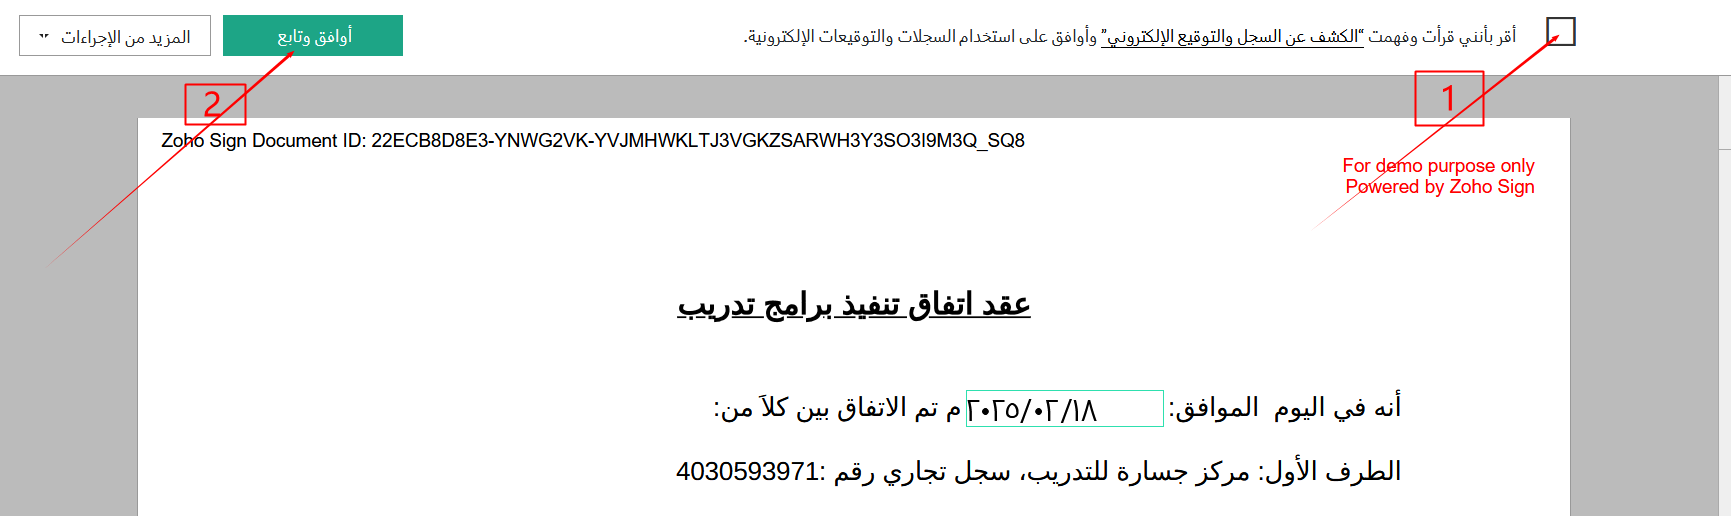 أقر بأنني قرأت وفهمت “الكشف عن السجل والتوقيع الإلكتروني” وأوافق على استخدام السجلات والتوقيعات الإلكترونية.
أوافق وتابع
المزيد من الإجراءات
1
2
Zoho Sign Document ID: 22ECB8D8E3-YNWG2VK-YVJMHWKLTJ3VGKZSARWH3Y3SO3I9M3Q_SQ8
For demo purpose only
Powered by Zoho Sign
عقد اتفاق تنفيذ برامج تدريب
أنه في اليوم الموافق: ٢٠٢٥/٠٢/١٨ م تم الاتفاق بين كلاَ من:
الطرف الأول: مركز جسارة للتدريب، سجل تجاري رقم :4030593971